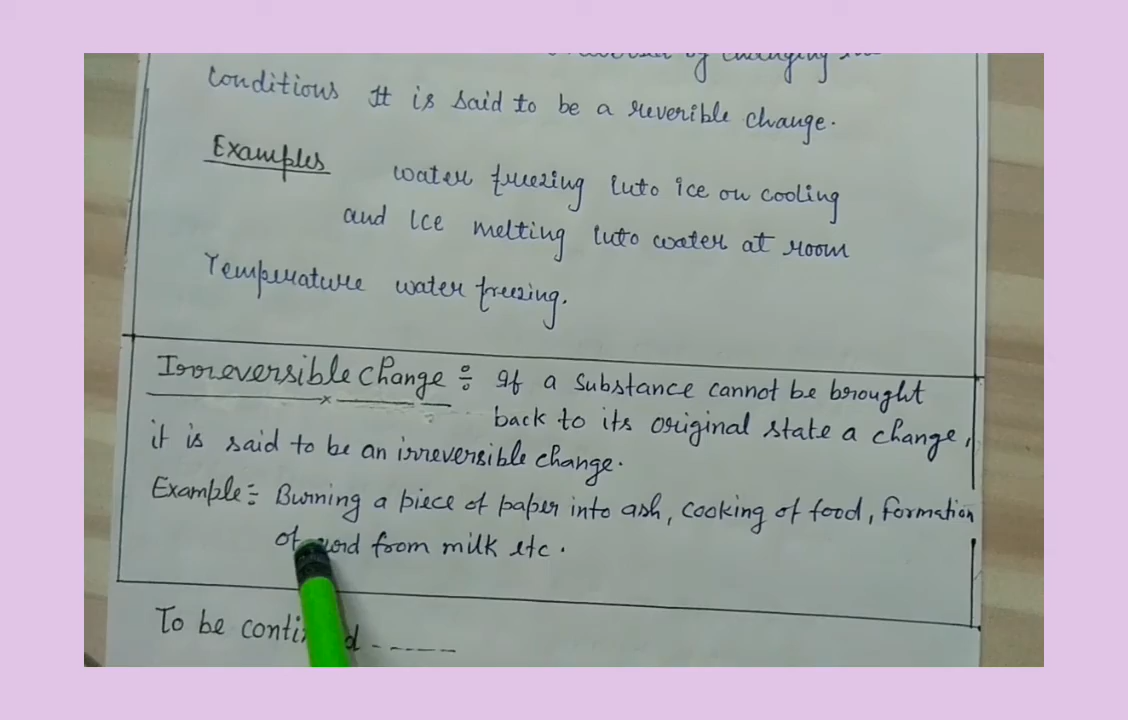 of changing
Conditions It is said to be a reverible change.
Examples water freezing Into ice on cooling
and Ice melting Into water at room
Temperature water freezing.
Irreversible change ÷ If a substance cannot be brought
back to its original state a change,
it is said to be an irreversible change.
Example ÷ Burning a piece of paper into ash, cooking of food, formation
of from milk etc.
To be -----